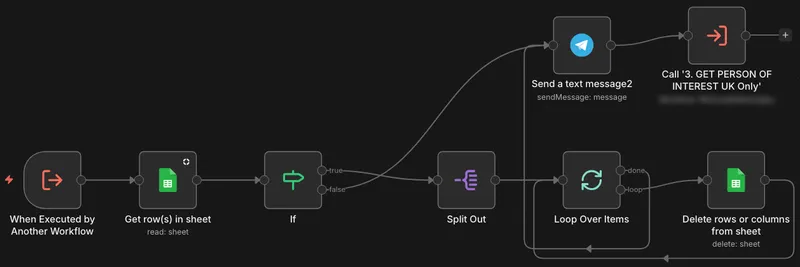 Send a text message2
sendMessage: message
Call '3. GET PERSON OF
INTEREST UK Only'
When Executed by
Another Workflow
Get row(s) in sheet
read: sheet
true
false
If
Split Out
done
loop
Loop Over Items
Delete rows or columns
from sheet
delete: sheet